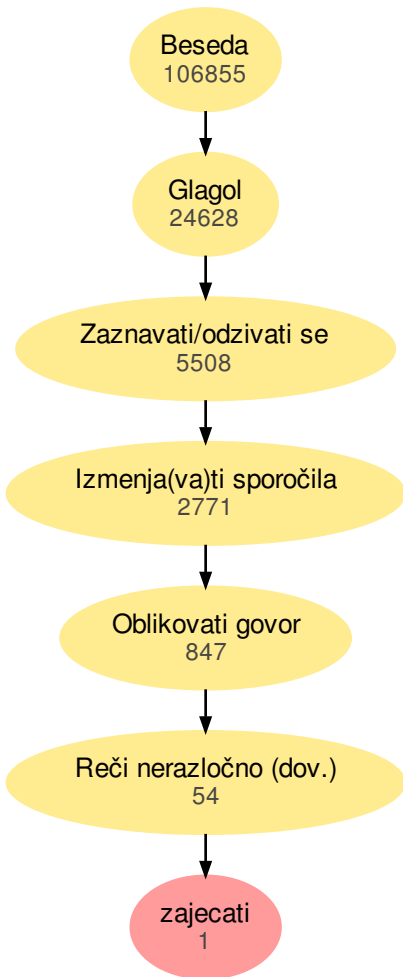 Beseda
106855
Glagol
24628
Zaznavati/odzivati se
5508
Izmenja(va)ti sporočila
2771
Oblikovati govor
847
Reči nerazločno (dov.)
54
zajecati
1